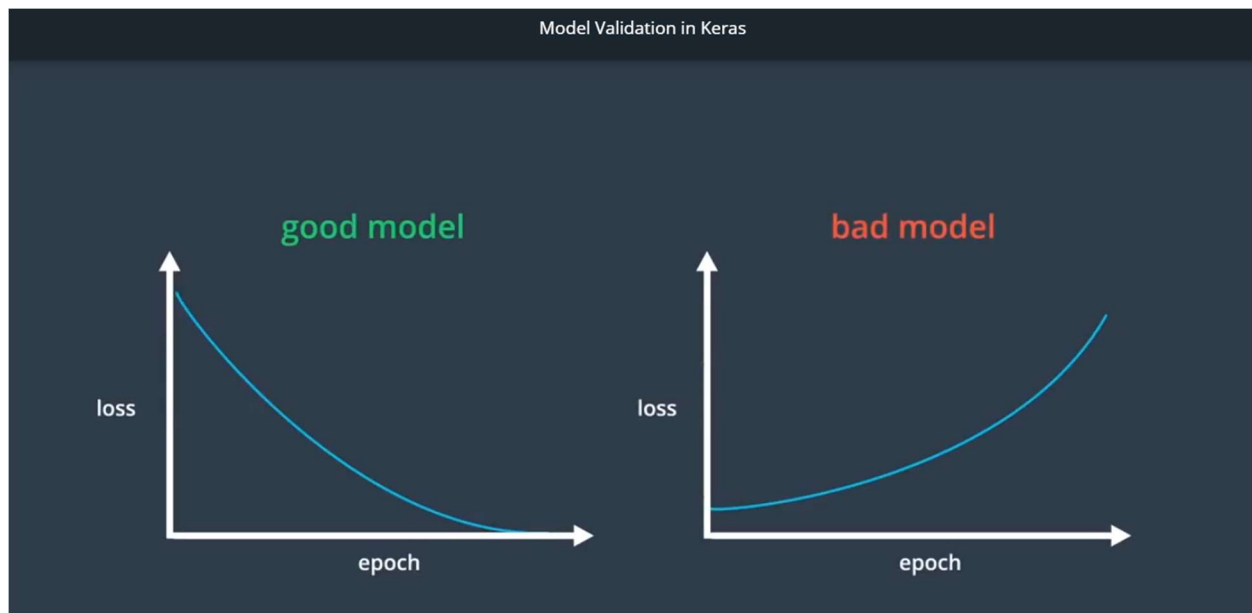 Model Validation in Keras
good model
bad model
loss
loss
epoch
epoch